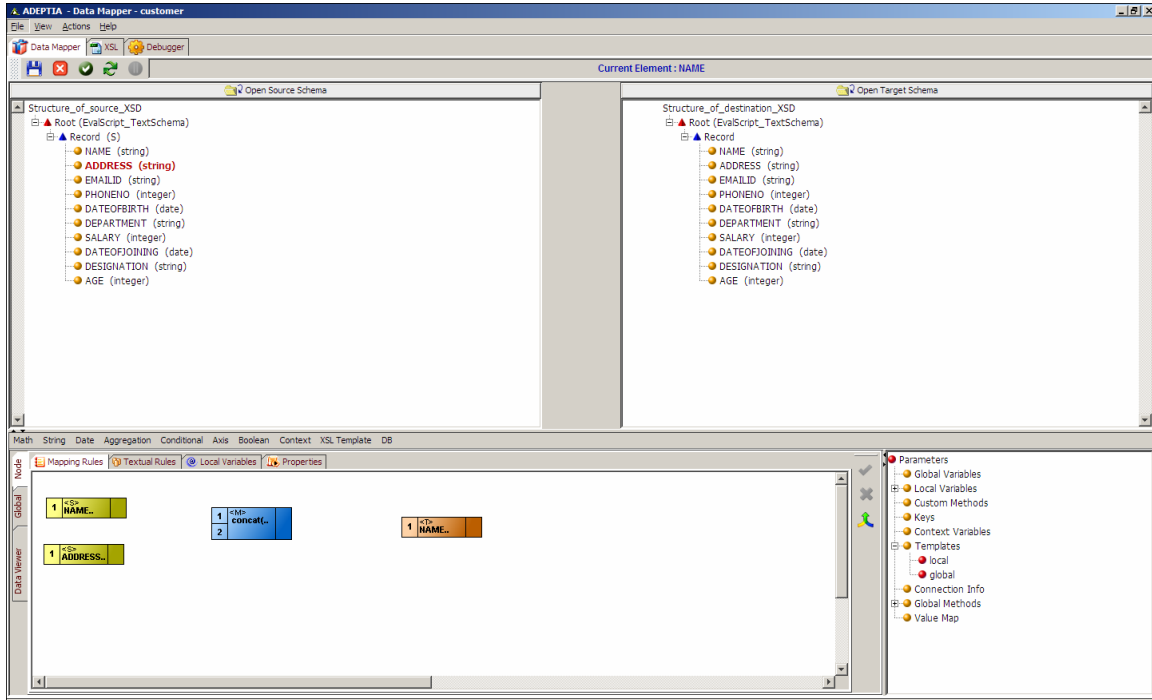 ADEPTIA - Data Mapper - customer
File View Actions Help
Data Mapper XSL Debugger
Current Element : NAME
Open Source Schema
Open Target Schema
Structure_of_source_XSD
Root (EvalScript_TextSchema)
Record (S)
NAME (string)
ADDRESS (string)
EMAILID (string)
PHONENO (integer)
DATEOFBIRTH (date)
DEPARTMENT (string)
SALARY (integer)
DATEOFJOINING (date)
DESIGNATION (string)
AGE (integer)
Structure_of_destination_XSD
Root (EvalScript_TextSchema)
Record
NAME (string)
ADDRESS (string)
EMAILID (string)
PHONENO (integer)
DATEOFBIRTH (date)
DEPARTMENT (string)
SALARY (integer)
DATEOFJOINING (date)
DESIGNATION (string)
AGE (integer)
Math String Date Aggregation Conditional Axis Boolean Context XSL Template DB
Node
Global
Data Viewer
Mapping Rules Textual Rules Local Variables Properties
1 <S> NAME..
1 <S> ADDRESS..
1 <M> concat(..
2
1 <T> NAME..
Parameters
Global Variables
Local Variables
Custom Methods
Keys
Context Variables
Templates
local
global
Connection Info
Global Methods
Value Map